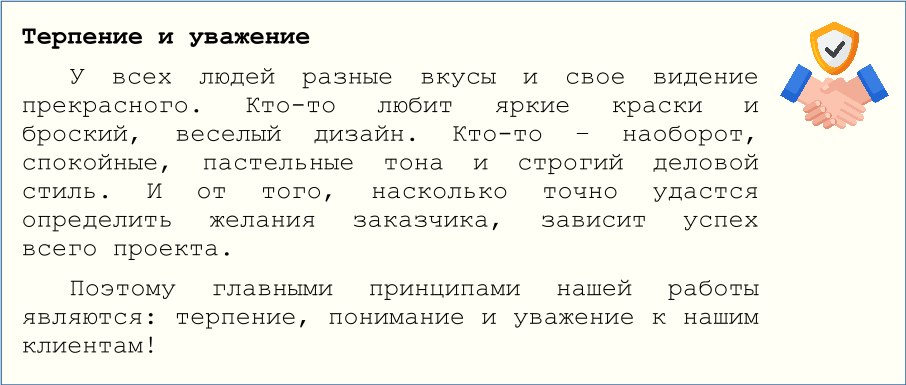 Терпение и уважение
У всех людей разные вкусы и свое видение
прекрасного. Кто-то любит яркие краски и
броский, веселый дизайн. Кто-то – наоборот,
спокойные, пастельные тона и строгий деловой
стиль. И от того, насколько точно удастся
определить желания заказчика, зависит успех
всего проекта.
Поэтому главными принципами нашей работы
являются: терпение, понимание и уважение к нашим
клиентам!